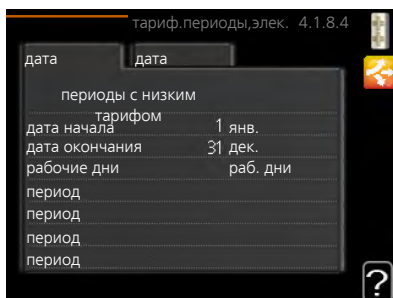 тариф.периоды,элек. 4.1.8.4
дата дата
периоды с низким
тарифом
дата начала 1 янв.
дата окончания 31 дек.
рабочие дни раб. дни
период
период
период
период
?